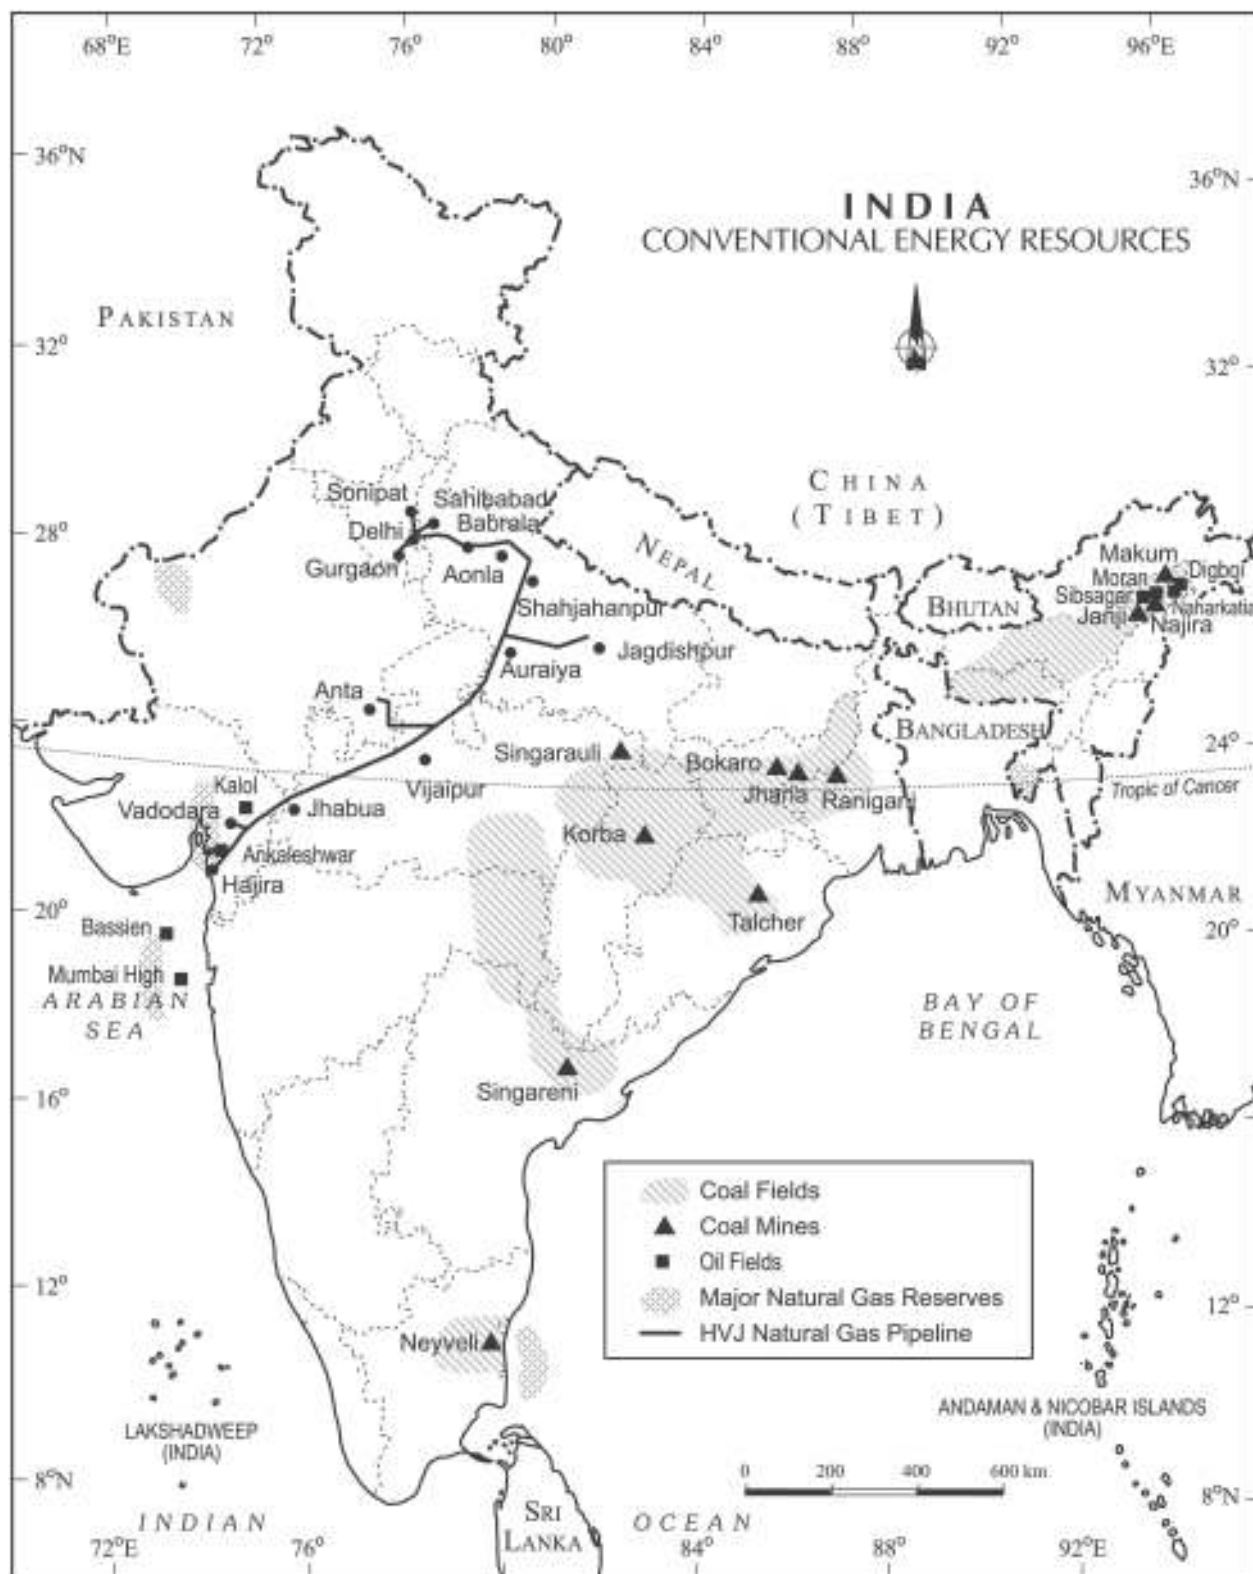 68°E 72° 76° 80° 84° 88° 92° 96°E
36°N
36°N
INDIA
CONVENTIONAL ENERGY RESOURCES
PAKISTAN
32°
32°
CHINA
(TIBET)
Sonipat
Sahibabad
Delhi
Babrala
28°
28°
Gurgaon
Aonla
NEPAL
Makum
Digboi
Moran
Sibsagar
Naharkatia
Janji
Najira
BHUTAN
Shahjahanpur
Jagdishpur
Auraiya
Anta
BANGLADESH
24°
Singarauli
Bokaro
Jharia
Raniganj
Tropic of Cancer
Kalol
Vijaipur
Vadodara
Jhabua
Korba
Ankaleshwar
Hajira
MYANMAR
20°
20°
Bassien
Talcher
Mumbai High
ARABIAN
SEA
BAY OF
BENGAL
16°
Singareni
Coal Fields
Coal Mines
Oil Fields
Major Natural Gas Reserves
HVJ Natural Gas Pipeline
12°
12°
Neyveli
LAKSHADWEEP
(INDIA)
ANDAMAN & NICOBAR ISLANDS
(INDIA)
0 200 400 600 km
8°N
8°N
INDIAN
OCEAN
SRI
LANKA
72°E 76° 84° 88° 92°E